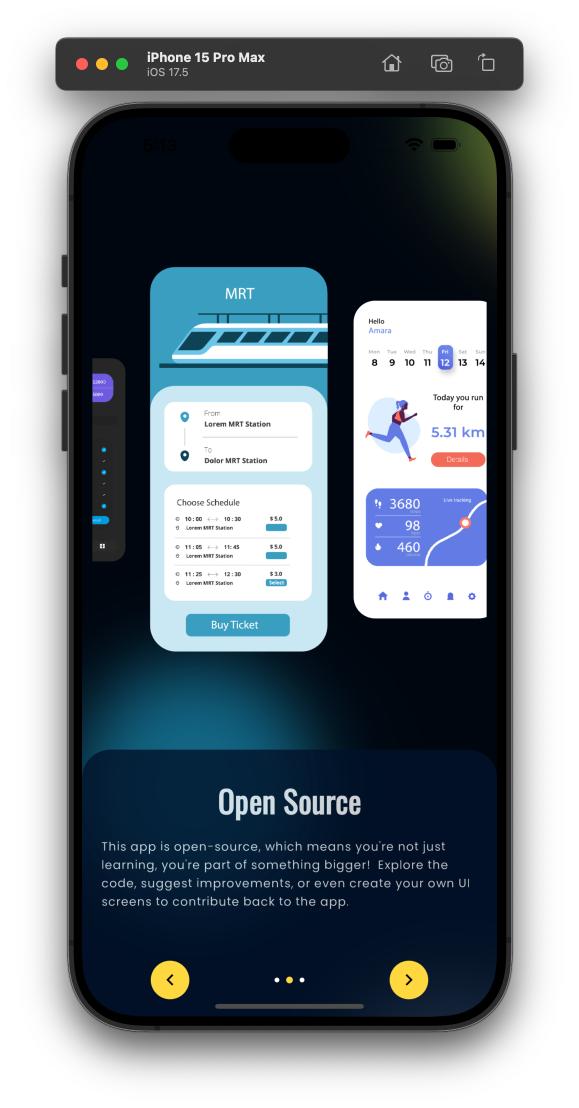 iPhone 15 Pro Max
iOS 17.5
5:13
MRT
From
Lorem MRT Station
To
Dolor MRT Station
Choose Schedule
10 : 00 ↔ 10 : 30 $ 5.0
Lorem MRT Station
11 : 05 ↔ 11 : 45 $ 5.0
Lorem MRT Station
11 : 25 ↔ 12 : 30 $ 3.0
Lorem MRT Station Select
Buy Ticket
Hello
Amara
Mon Tue Wed Thu Fri Sat Sun
8 9 10 11 12 13 14
Today you run
for
5.31 km
Details
3680
Live tracking
98
460
Open Source
This app is open-source, which means you're not just
learning, you're part of something bigger! Explore the
code, suggest improvements, or even create your own UI
screens to contribute back to the app.